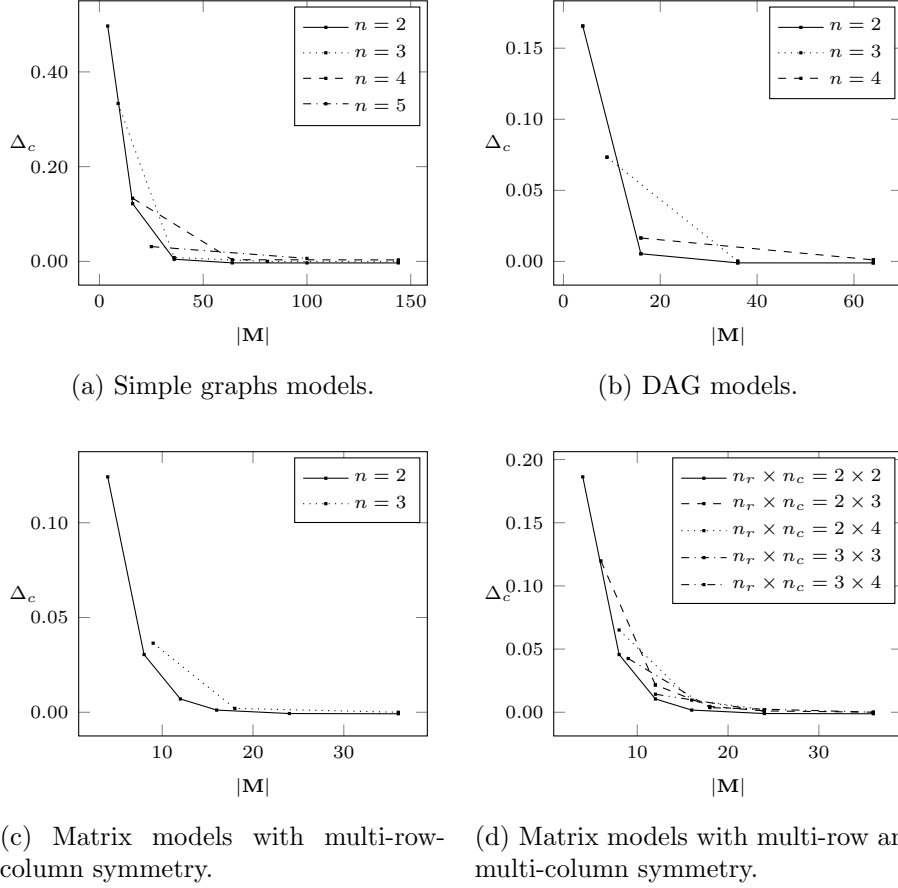 n = 2
n = 3
n = 4
n = 5
0.40
0.20
0.00
Δc
0 50 100 150
|M|
(a) Simple graphs models.
n = 2
n = 3
n = 4
0.15
0.10
0.05
0.00
Δc
0 20 40 60
|M|
(b) DAG models.
n = 2
n = 3
0.10
0.05
0.00
Δc
10 20 30
|M|
(c) Matrix models with multi-row-
column symmetry.
nr × nc = 2 × 2
nr × nc = 2 × 3
nr × nc = 2 × 4
nr × nc = 3 × 3
nr × nc = 3 × 4
0.20
0.15
0.10
0.05
0.00
Δc
10 20 30
|M|
(d) Matrix models with multi-row
multi-column symmetry.